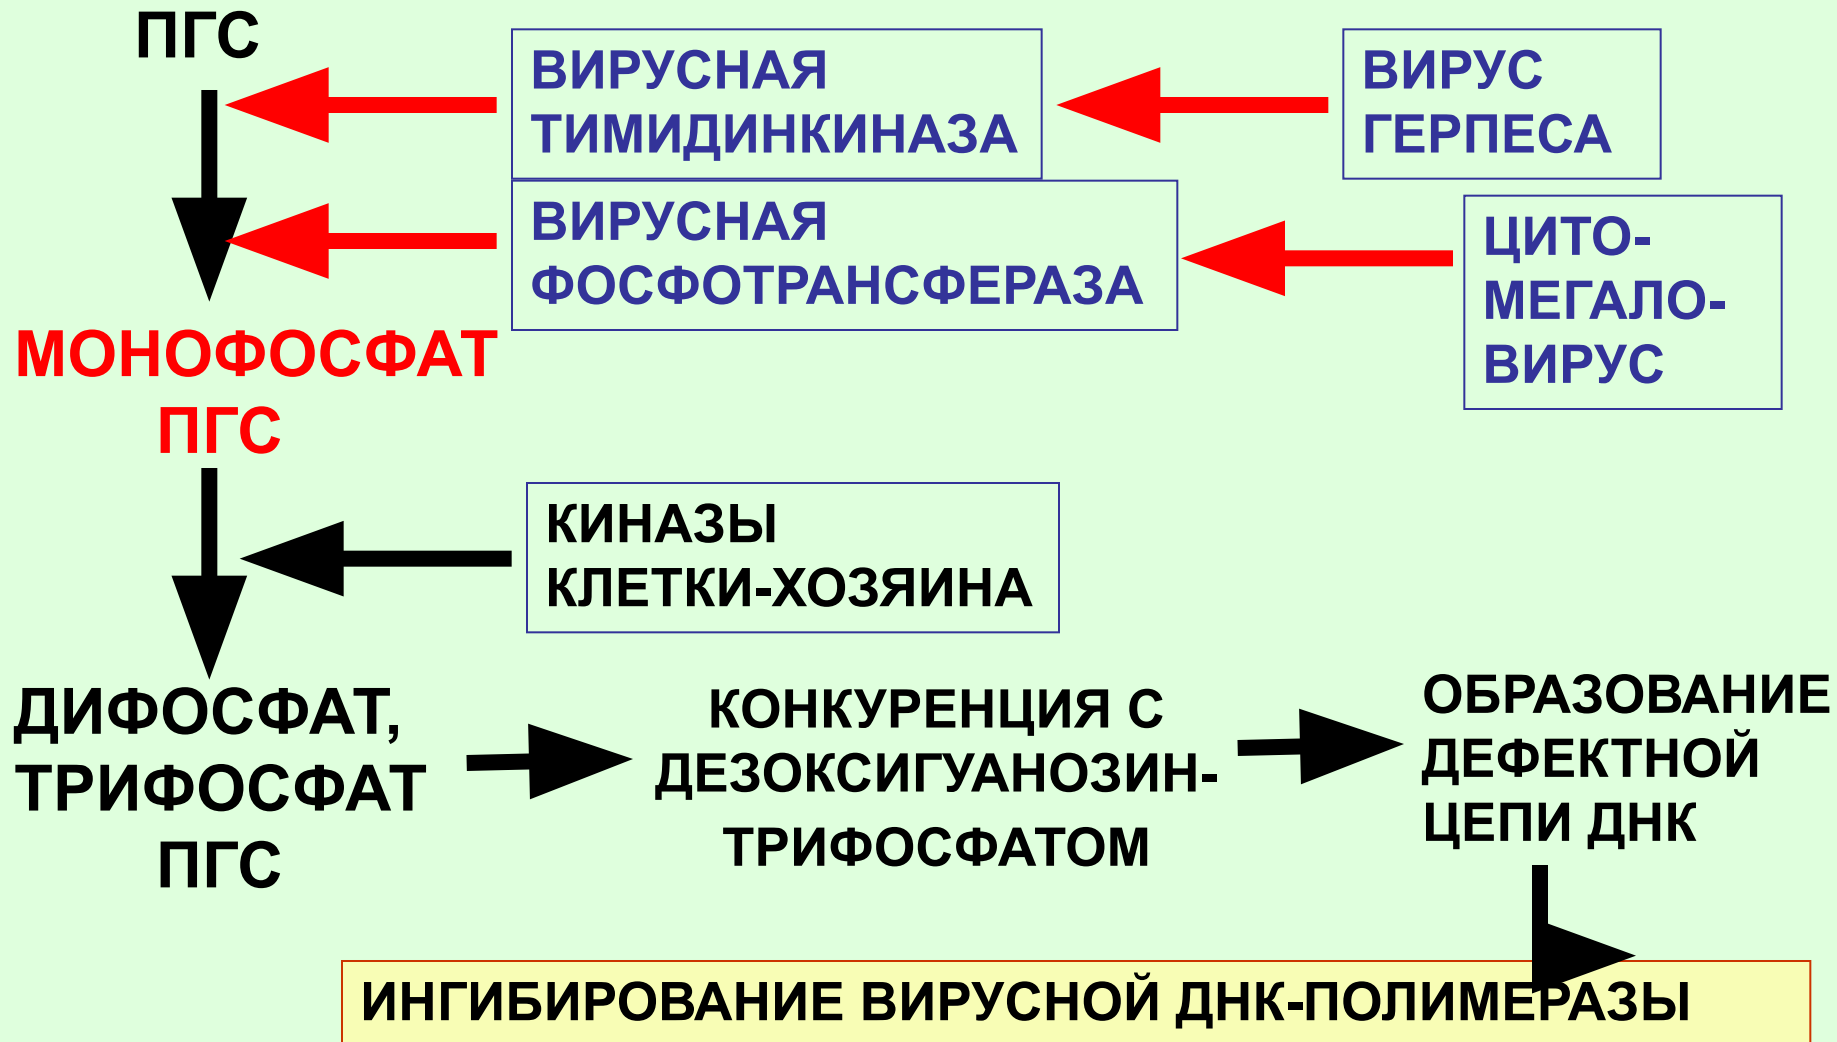 ПГС
ВИРУСНАЯ
ТИМИДИНКИНАЗА
ВИРУС
ГЕРПЕСА
ВИРУСНАЯ
ФОСФОТРАНСФЕРАЗА
ЦИТО-
МЕГАЛО-
ВИРУС
МОНОФОСФАТ
ПГС
КИНАЗЫ
КЛЕТКИ-ХОЗЯИНА
ДИФОСФАТ,
ТРИФОСФАТ
ПГС
КОНКУРЕНЦИЯ С
ДЕЗОКСИГУАНОЗИН-
ТРИФОСФАТОМ
ОБРАЗОВАНИЕ
ДЕФЕКТНОЙ
ЦЕПИ ДНК
ИНГИБИРОВАНИЕ ВИРУСНОЙ ДНК-ПОЛИМЕРАЗЫ